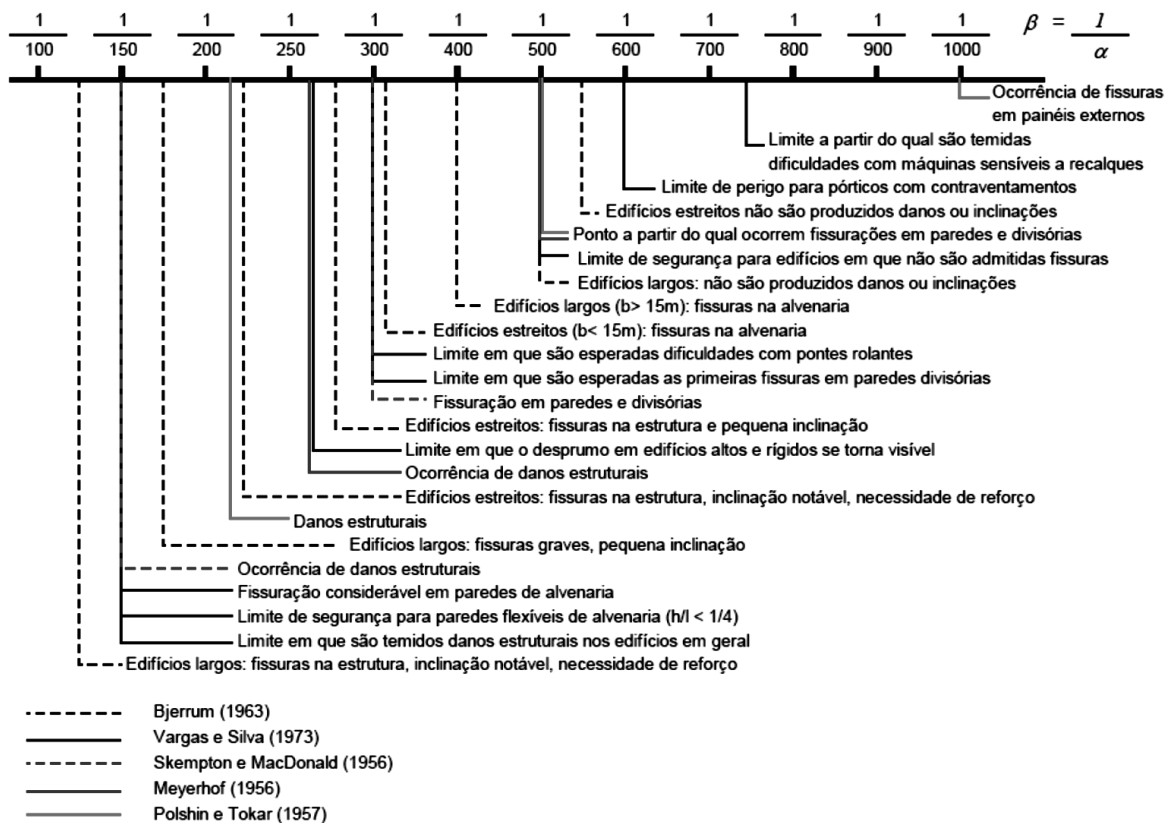 1 1 1 1 1 1 1 1 1 1 1 1 β = 1
100 150 200 250 300 400 500 600 700 800 900 1000 α
Ocorrência de fissuras
em painéis externos
Limite a partir do qual são temidas
dificuldades com máquinas sensíveis a recalques
Limite de perigo para pórticos com contraventamentos
Edifícios estreitos não são produzidos danos ou inclinações
Ponto a partir do qual ocorrem fissurações em paredes e divisórias
Limite de segurança para edifícios em que não são admitidas fissuras
Edifícios largos: não são produzidos danos ou inclinações
Edifícios largos (b> 15m): fissuras na alvenaria
Edifícios estreitos (b< 15m): fissuras na alvenaria
Limite em que são esperadas dificuldades com pontes rolantes
Limite em que são esperadas as primeiras fissuras em paredes divisórias
Fissuração em paredes e divisórias
Edifícios estreitos: fissuras na estrutura e pequena inclinação
Limite em que o desprumo em edifícios altos e rígidos se torna visível
Ocorrência de danos estruturais
Edifícios estreitos: fissuras na estrutura, inclinação notável, necessidade de reforço
Danos estruturais
Edifícios largos: fissuras graves, pequena inclinação
Ocorrência de danos estruturais
Fissuração considerável em paredes de alvenaria
Limite de segurança para paredes flexíveis de alvenaria (h/l < 1/4)
Limite em que são temidos danos estruturais nos edifícios em geral
Edifícios largos: fissuras na estrutura, inclinação notável, necessidade de reforço
Bjerrum (1963)
Vargas e Silva (1973)
Skempton e MacDonald (1956)
Meyerhof (1956)
Polshin e Tokar (1957)